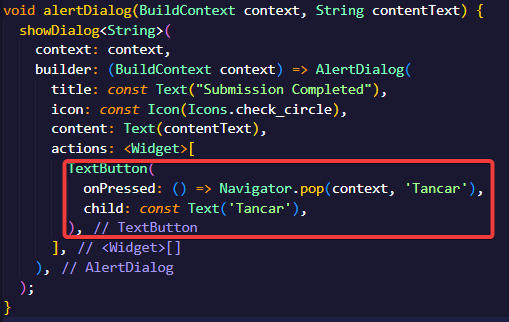 void alertDialog(BuildContext context, String contentText) {
  showDialog<String>(
    context: context,
    builder: (BuildContext context) => AlertDialog(
      title: const Text("Submission Completed"),
      icon: const Icon(Icons.check_circle),
      content: Text(contentText),
      actions: <Widget>[
        TextButton(
          onPressed: () => Navigator.pop(context, 'Tancar'),
          child: const Text('Tancar'),
        ), // TextButton
      ], // <Widget>[]
    ), // AlertDialog
  );
}